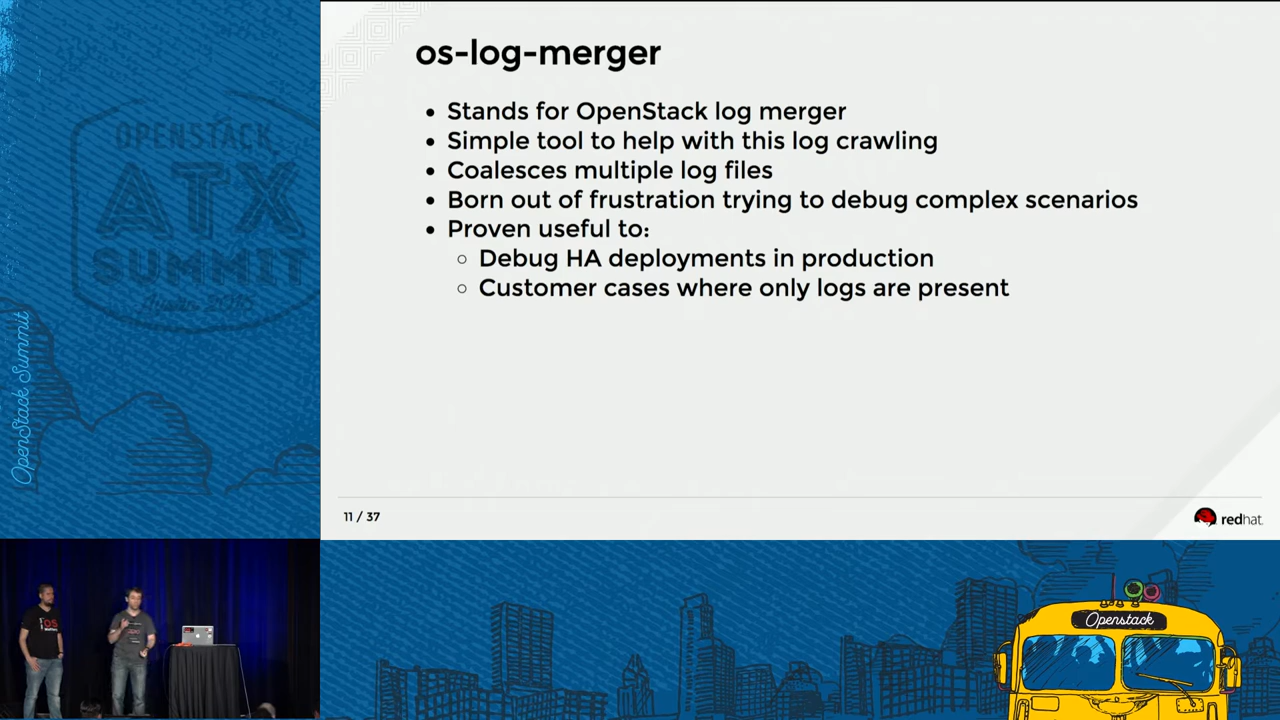 os-log-merger
• Stands for OpenStack log merger
• Simple tool to help with this log crawling
• Coalesces multiple log files
• Born out of frustration trying to debug complex scenarios
• Proven useful to:
○ Debug HA deployments in production
○ Customer cases where only logs are present
11 / 37
redhat.
OPENSTACK
ATX
SUMMIT
Austin 2016
OpenStack Summit
Openstack